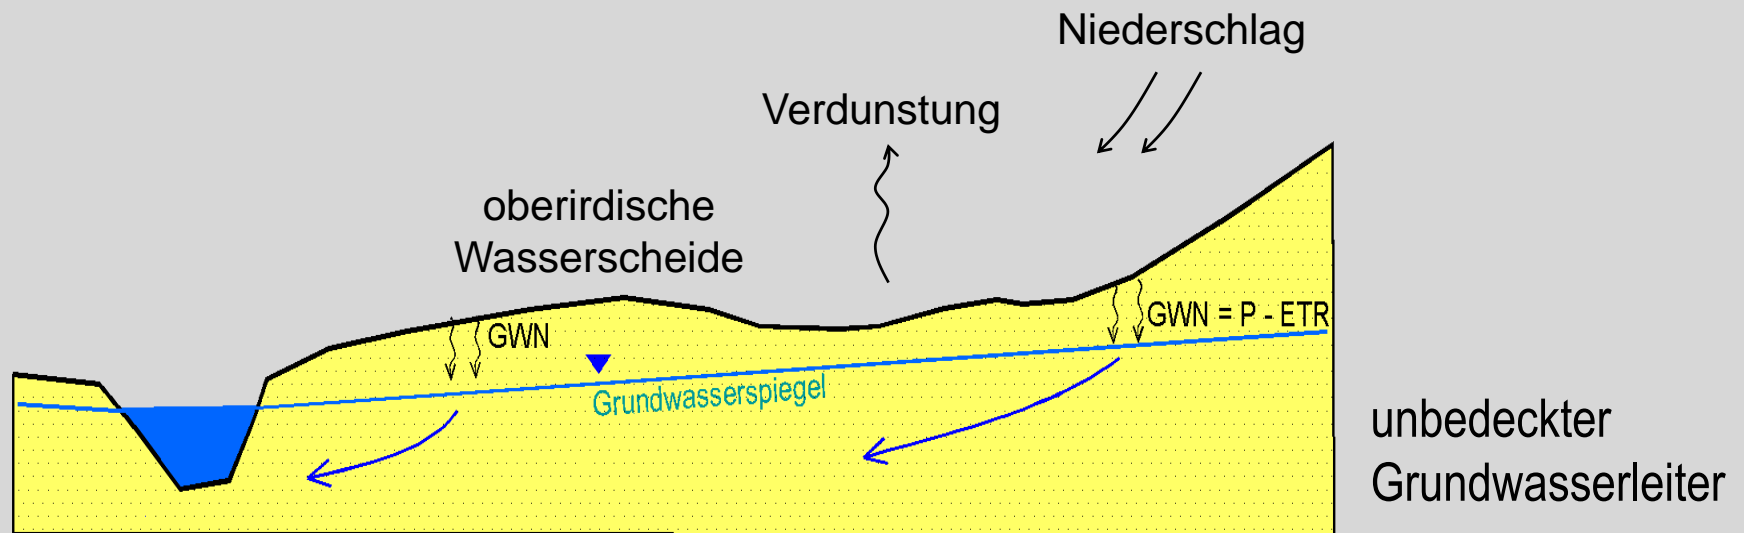 Niederschlag
Verdunstung
oberirdische
Wasserscheide
GWN = P - ETR
GWN
Grundwasserspiegel
unbedeckter
Grundwasserleiter